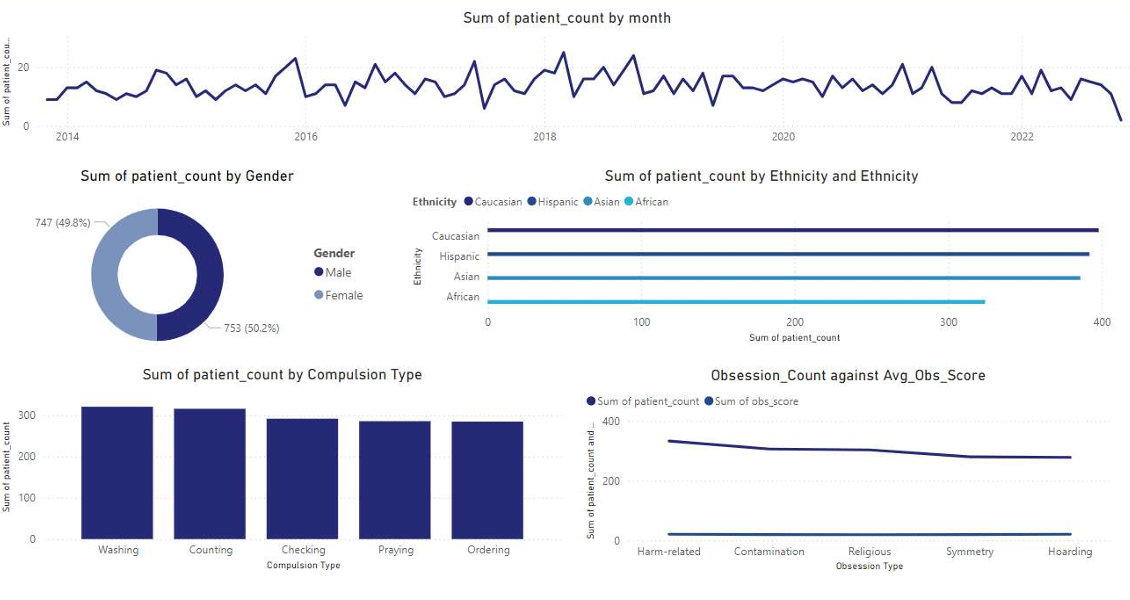 Sum of patient_count by month
Sum of patient_cou...
20
0
2014
2016
2018
2020
2022
Sum of patient_count by Gender
747 (49.8%)
753 (50.2%)
Gender
Male
Female
Sum of patient_count by Ethnicity and Ethnicity
Ethnicity Caucasian Hispanic Asian African
Ethnicity
Caucasian
Hispanic
Asian
African
0
100
200
300
400
Sum of patient_count
Sum of patient_count by Compulsion Type
Sum of patient_count
300
200
100
0
Washing
Counting
Checking
Praying
Ordering
Compulsion Type
Obsession_Count against Avg_Obs_Score
Sum of patient_count Sum of obs_score
Sum of patient_count and ...
400
200
0
Harm-related
Contamination
Religious
Symmetry
Hoarding
Obsession Type